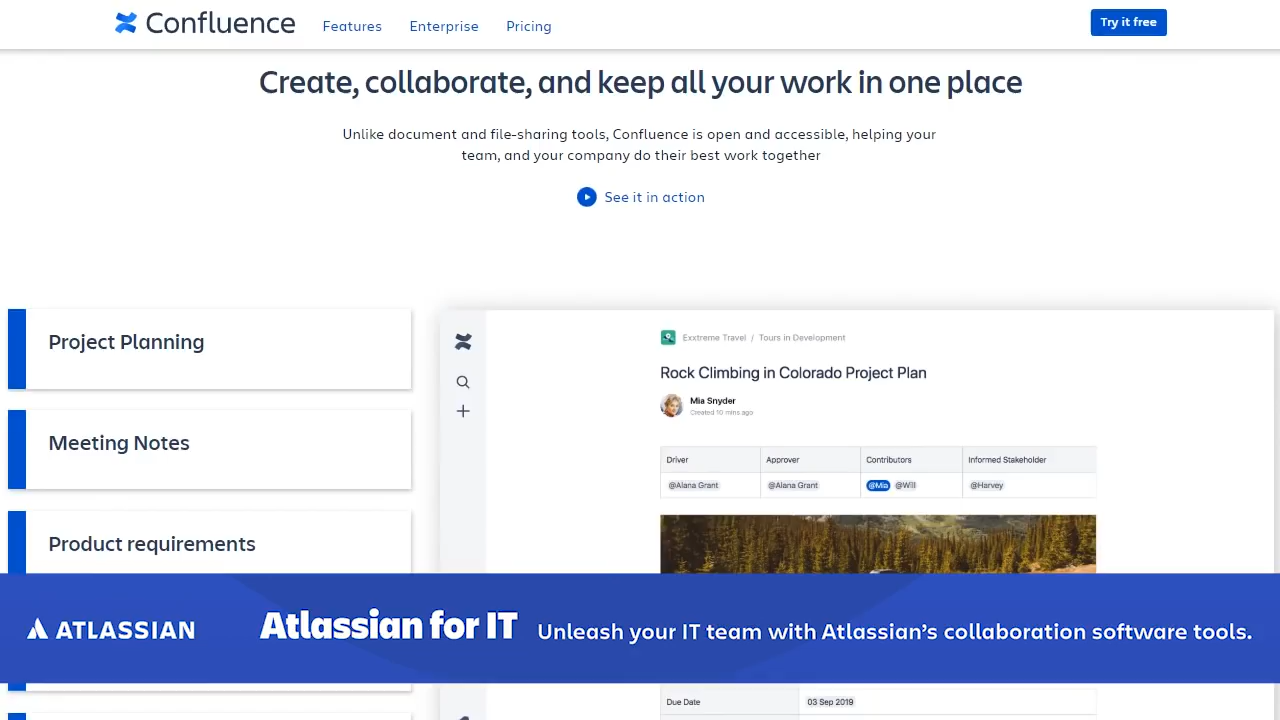 Confluence
Features
Enterprise
Pricing
Try it free
Create, collaborate, and keep all your work in one place
Unlike document and file-sharing tools, Confluence is open and accessible, helping your
team, and your company do their best work together
See it in action
Project Planning
Meeting Notes
Product requirements
Exxtreme Travel / Tours in Development
Rock Climbing in Colorado Project Plan
Mia Snyder
Created 10 mins ago
Driver
Approver
Contributors
Informed Stakeholder
@Alana Grant
@Alana Grant
@Mia @Will
@Harvey
ATLASSIAN
Atlassian for IT
Unleash your IT team with Atlassian’s collaboration software tools.
Due Date
03 Sep 2019